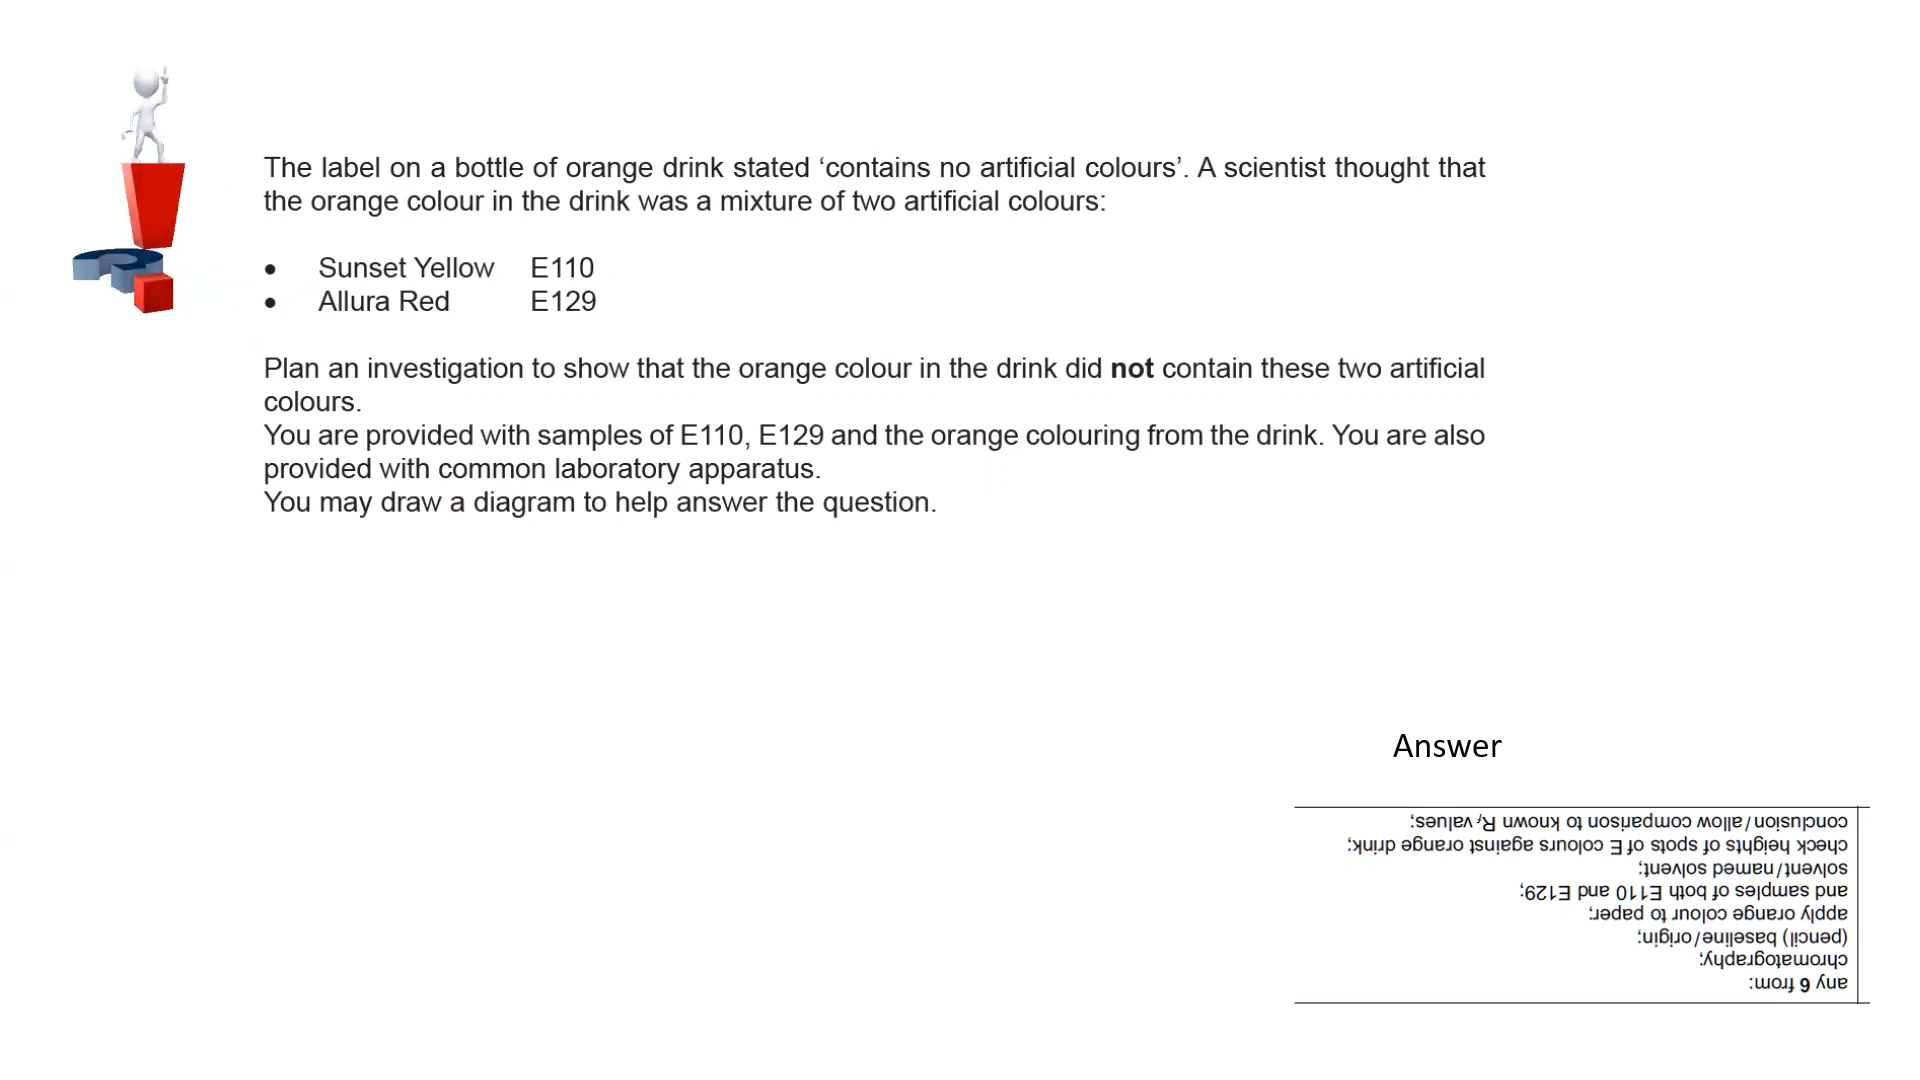 The label on a bottle of orange drink stated ‘contains no artificial colours’. A scientist thought that
the orange colour in the drink was a mixture of two artificial colours:
• Sunset Yellow E110
• Allura Red E129
Plan an investigation to show that the orange colour in the drink did not contain these two artificial
colours.
You are provided with samples of E110, E129 and the orange colouring from the drink. You are also
provided with common laboratory apparatus.
You may draw a diagram to help answer the question.
Answer
any 6 from:
chromatography;
(pencil) baseline/origin;
apply orange colour to paper;
and samples of both E110 and E129;
solvent/named solvent;
check heights of spots of E colours against orange drink;
conclusion/allow comparison to known Rf values;